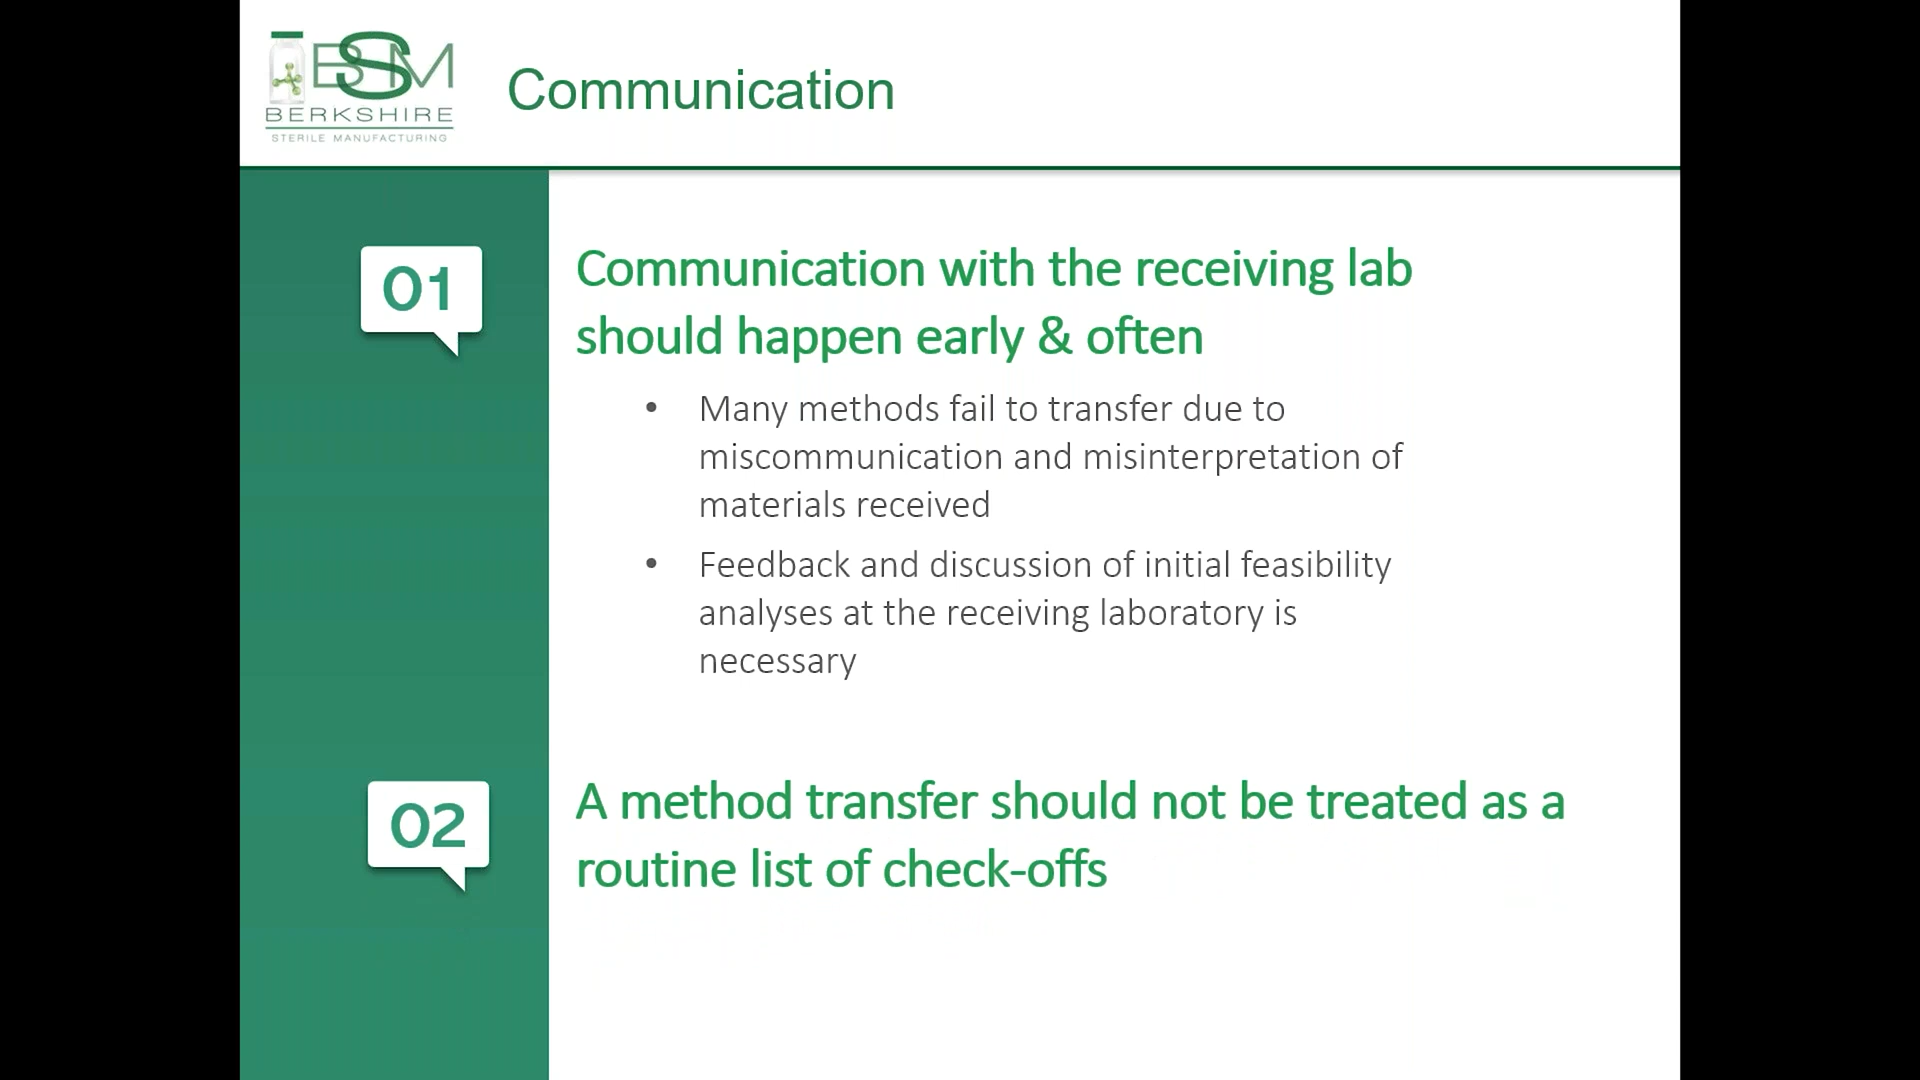 BSM
BERKSHIRE
STERILE MANUFACTURING
Communication
01
Communication with the receiving lab
should happen early & often
• Many methods fail to transfer due to
miscommunication and misinterpretation of
materials received
• Feedback and discussion of initial feasibility
analyses at the receiving laboratory is
necessary
02
A method transfer should not be treated as a
routine list of check-offs